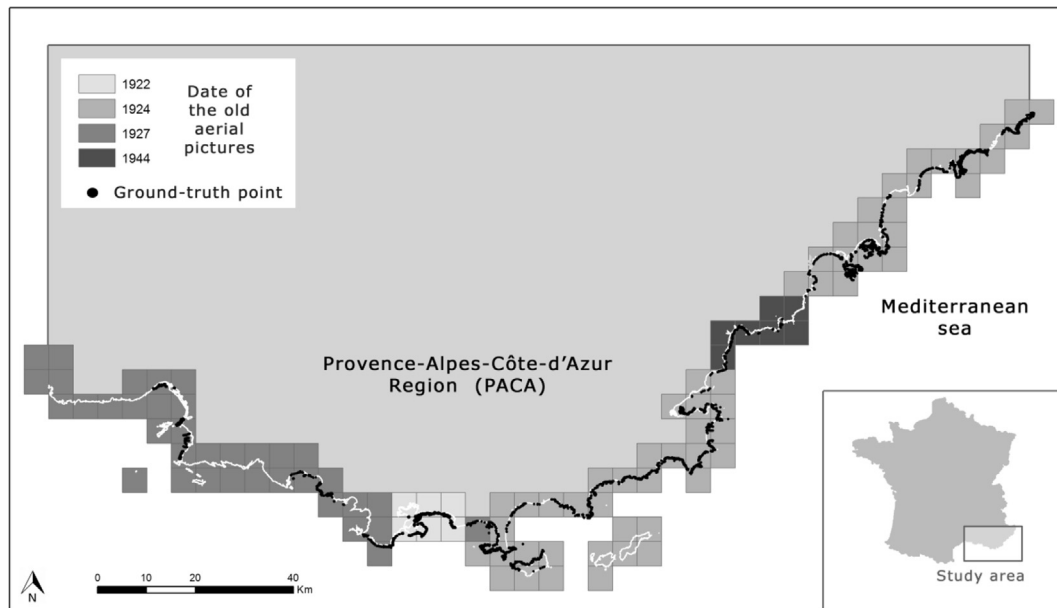 1922
1924
1927
1944
Date of
the old
aerial
pictures
Ground-truth point
Provence-Alpes-Côte-d'Azur
Region (PACA)
Mediterranean
sea
N
0 10 20 40
Km
Study area